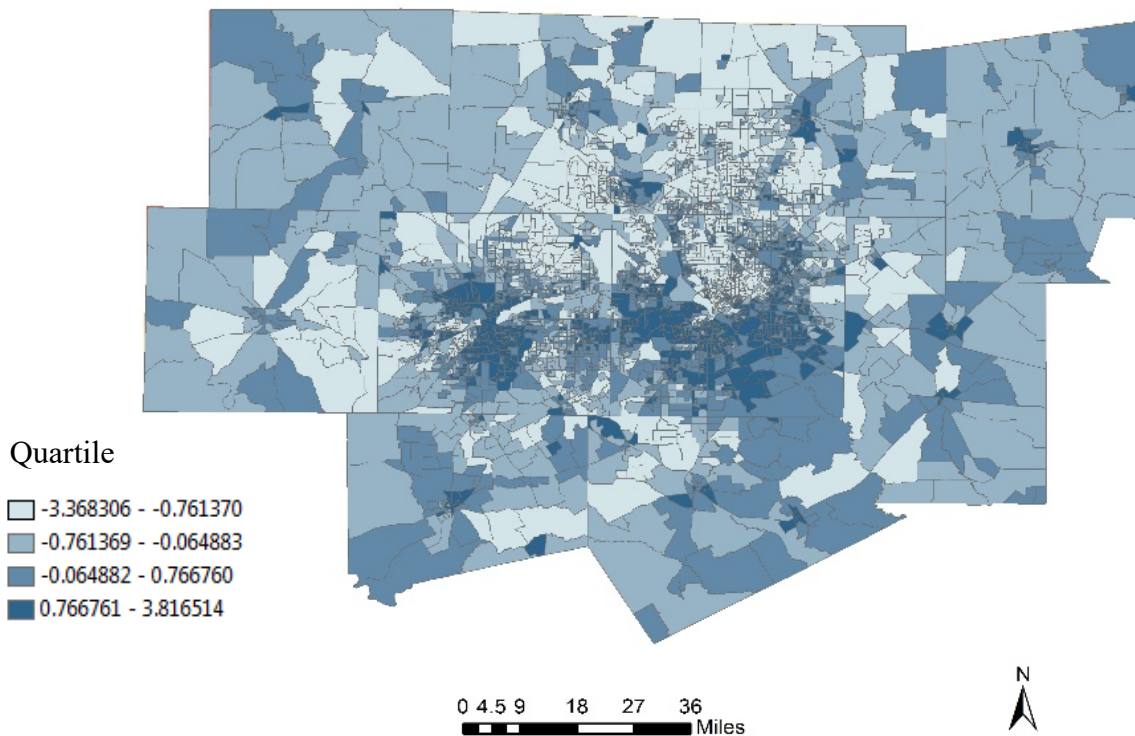 Quartile
-3.368306 - -0.761370
-0.761369 - -0.064883
-0.064882 - 0.766760
0.766761 - 3.816514
0 4.5 9 18 27 36
Miles
N